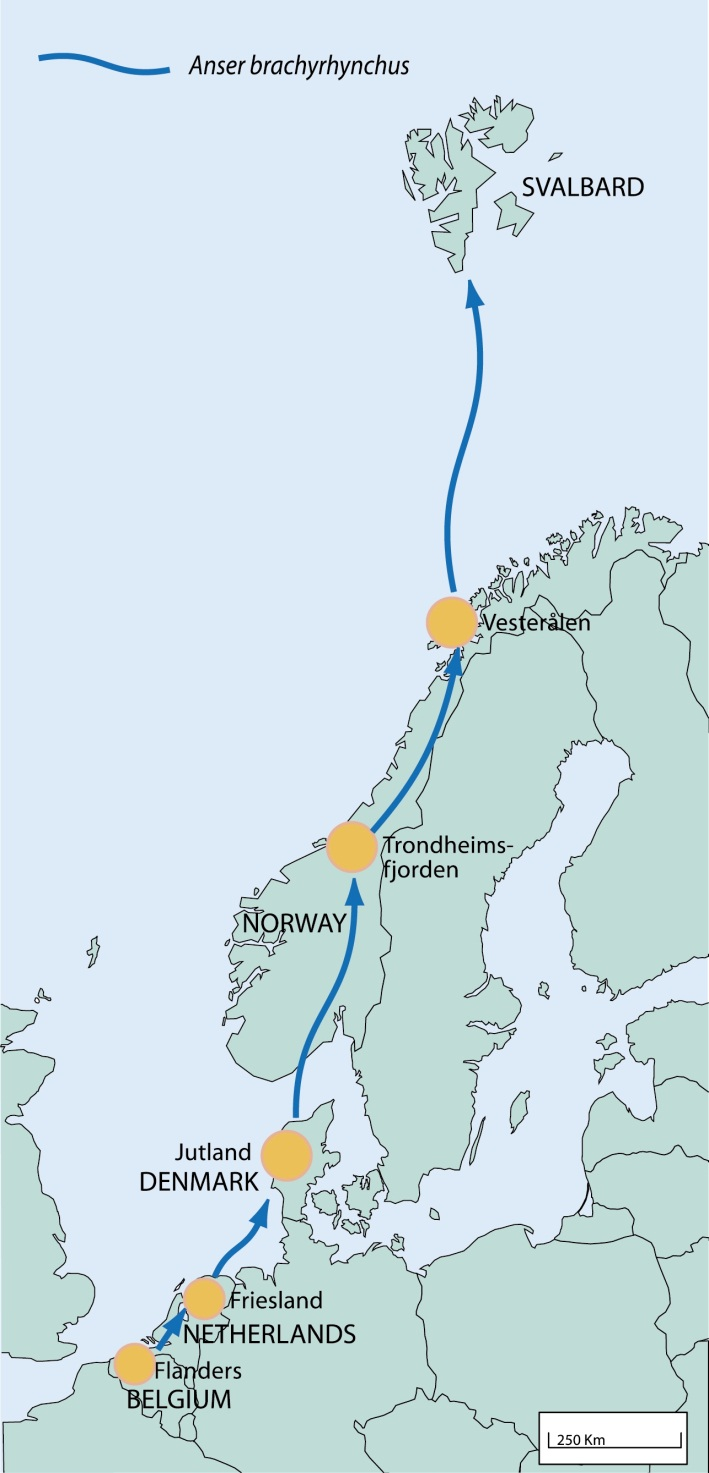 Anser brachyrhynchus
SVALBARD
Vesterålen
Trondheims-
fjorden
NORWAY
Jutland
DENMARK
Friesland
NETHERLANDS
Flanders
BELGIUM
250 Km